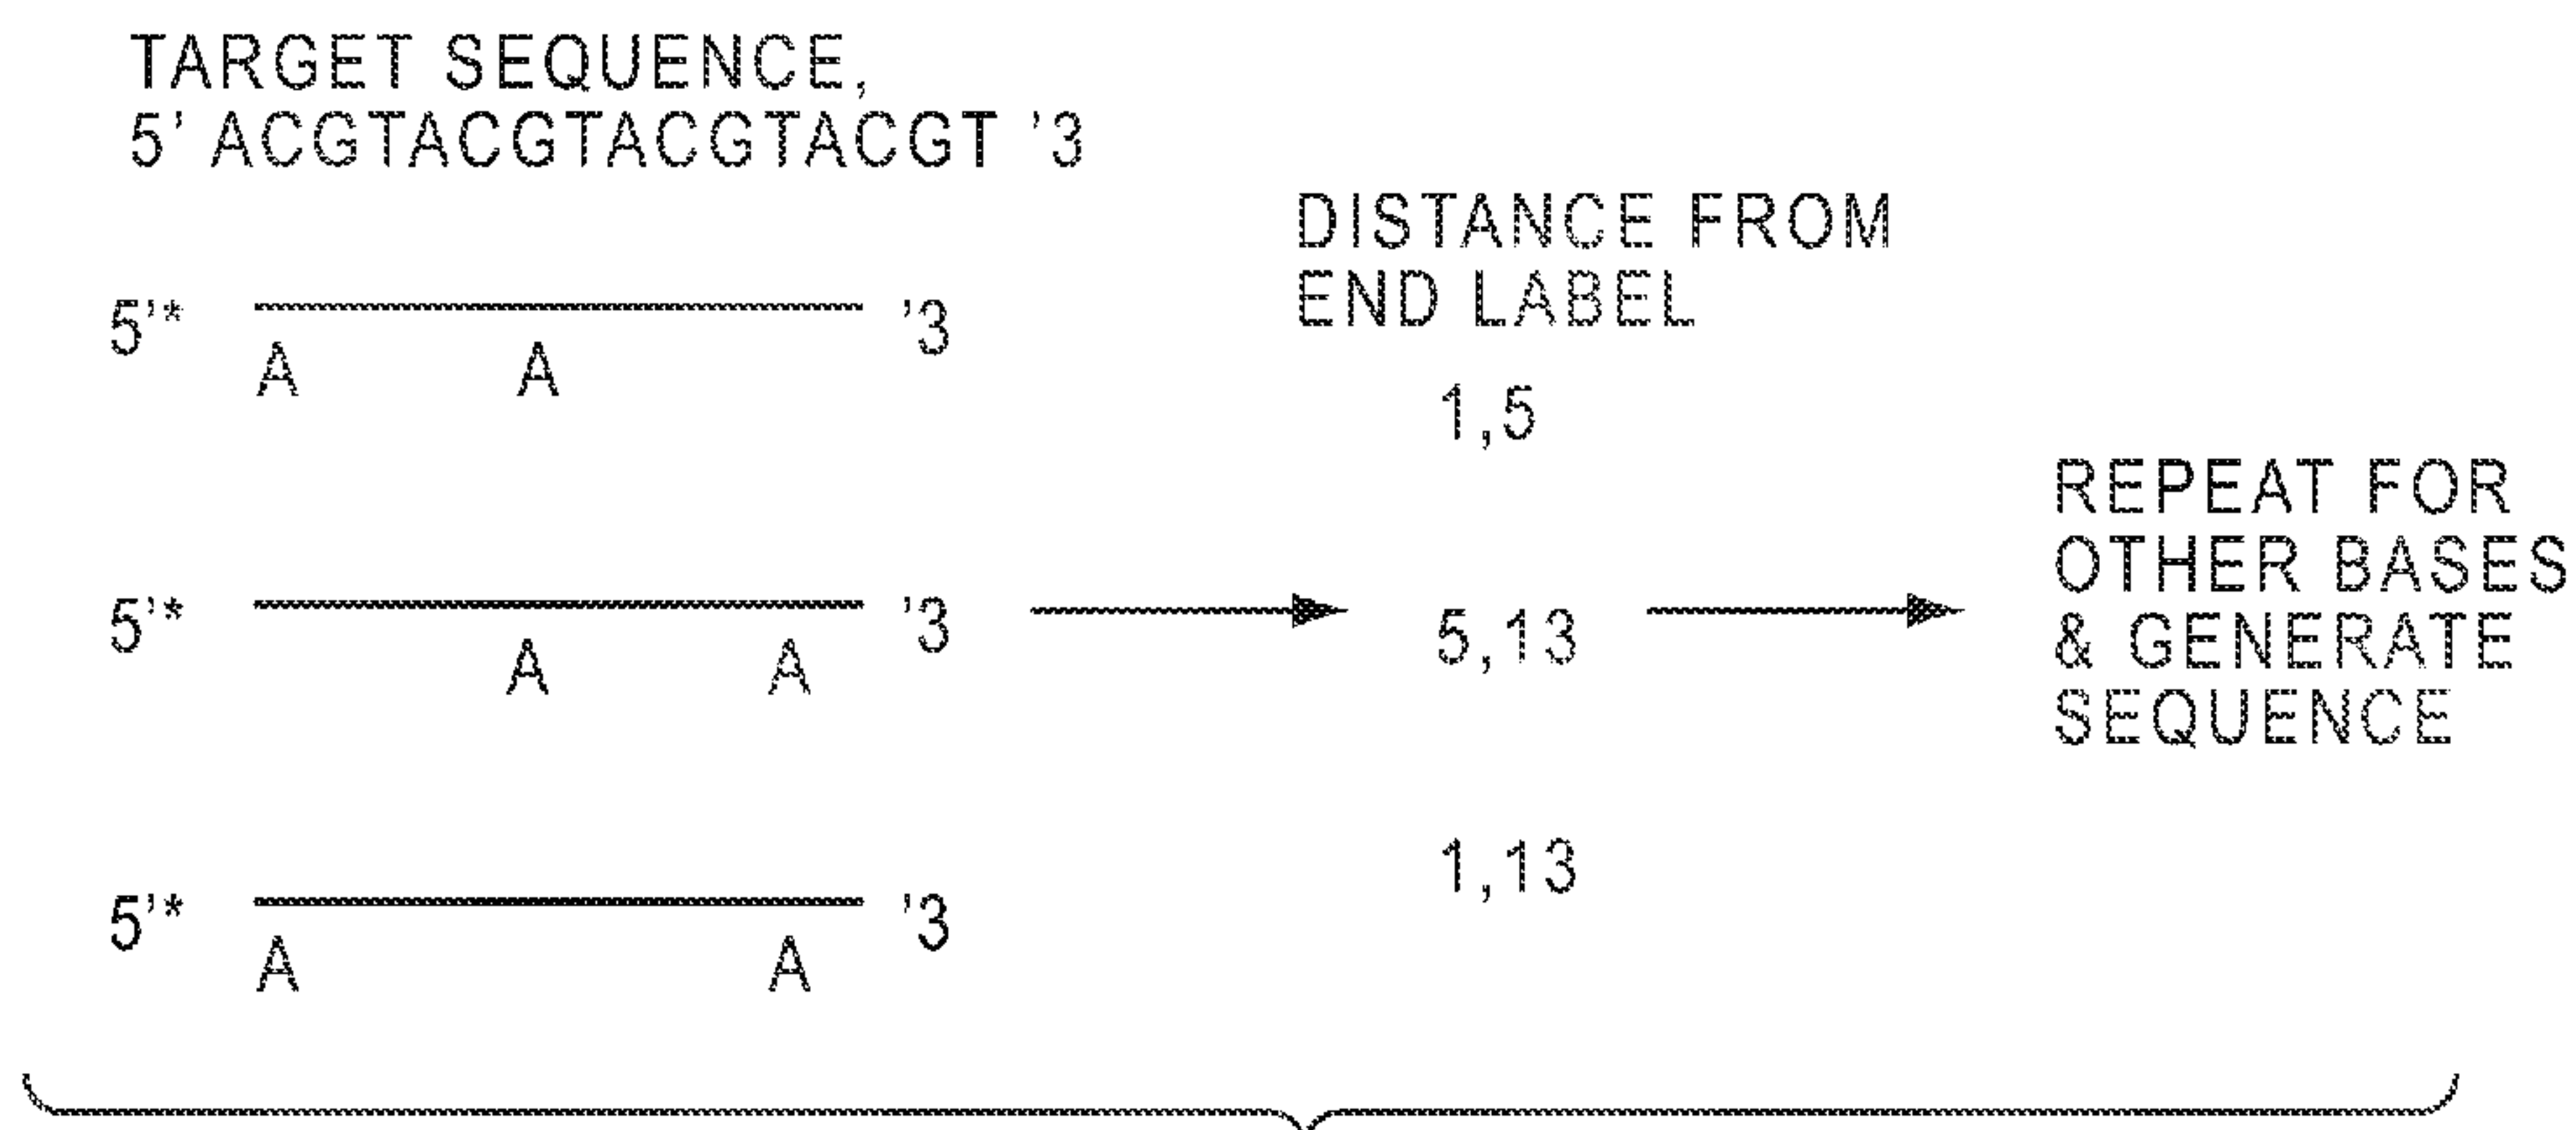 TARGET SEQUENCE,
5' ACGTACGTACGTACGT '3
DISTANCE FROM
END LABEL
5'* '3
A A
1,5
5'* '3
A A
5,13
5'* '3
A A
1,13
REPEAT FOR
OTHER BASES
& GENERATE
SEQUENCE